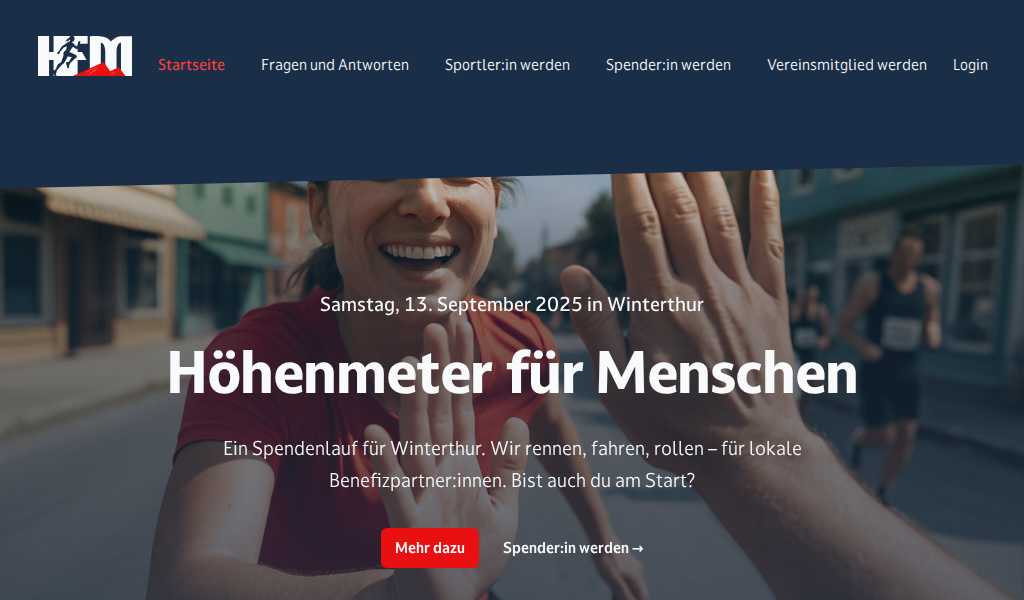 HFM
Startseite
Fragen und Antworten
Sportler:in werden
Spender:in werden
Vereinsmitglied werden
Login
Samstag, 13. September 2025 in Winterthur
Höhenmeter für Menschen
Ein Spendenlauf für Winterthur. Wir rennen, fahren, rollen – für lokale
Benefizpartner:innen. Bist auch du am Start?
Mehr dazu
Spender:in werden →